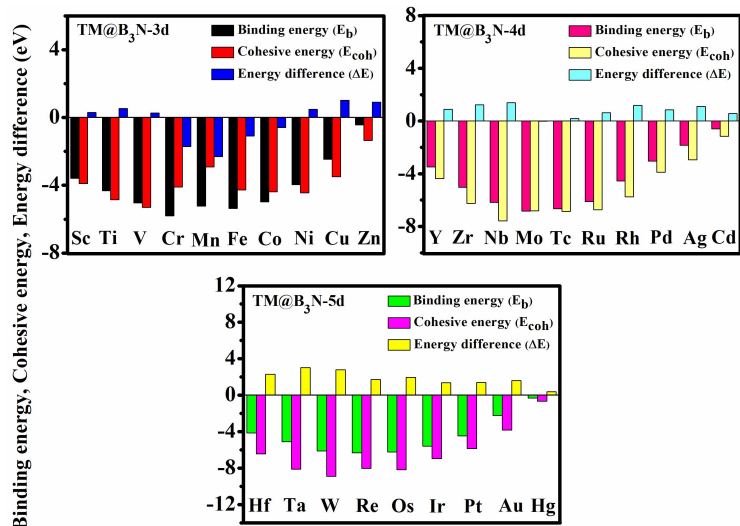 Binding energy, Cohesive energy, Energy difference (eV)
TM@B3N-3d
Binding energy (Eb)
Cohesive energy (Ecoh)
Energy difference (ΔE)
4
0
-4
-8
Sc Ti V Cr Mn Fe Co Ni Cu Zn
TM@B3N-4d
Binding energy (Eb)
Cohesive energy (Ecoh)
Energy difference (ΔE)
8
4
0
-4
-8
Y Zr Nb Mo Tc Ru Rh Pd Ag Cd
TM@B3N-5d
Binding energy (Eb)
Cohesive energy (Ecoh)
Energy difference (ΔE)
12
8
4
0
-4
-8
-12
Hf Ta W Re Os Ir Pt Au Hg